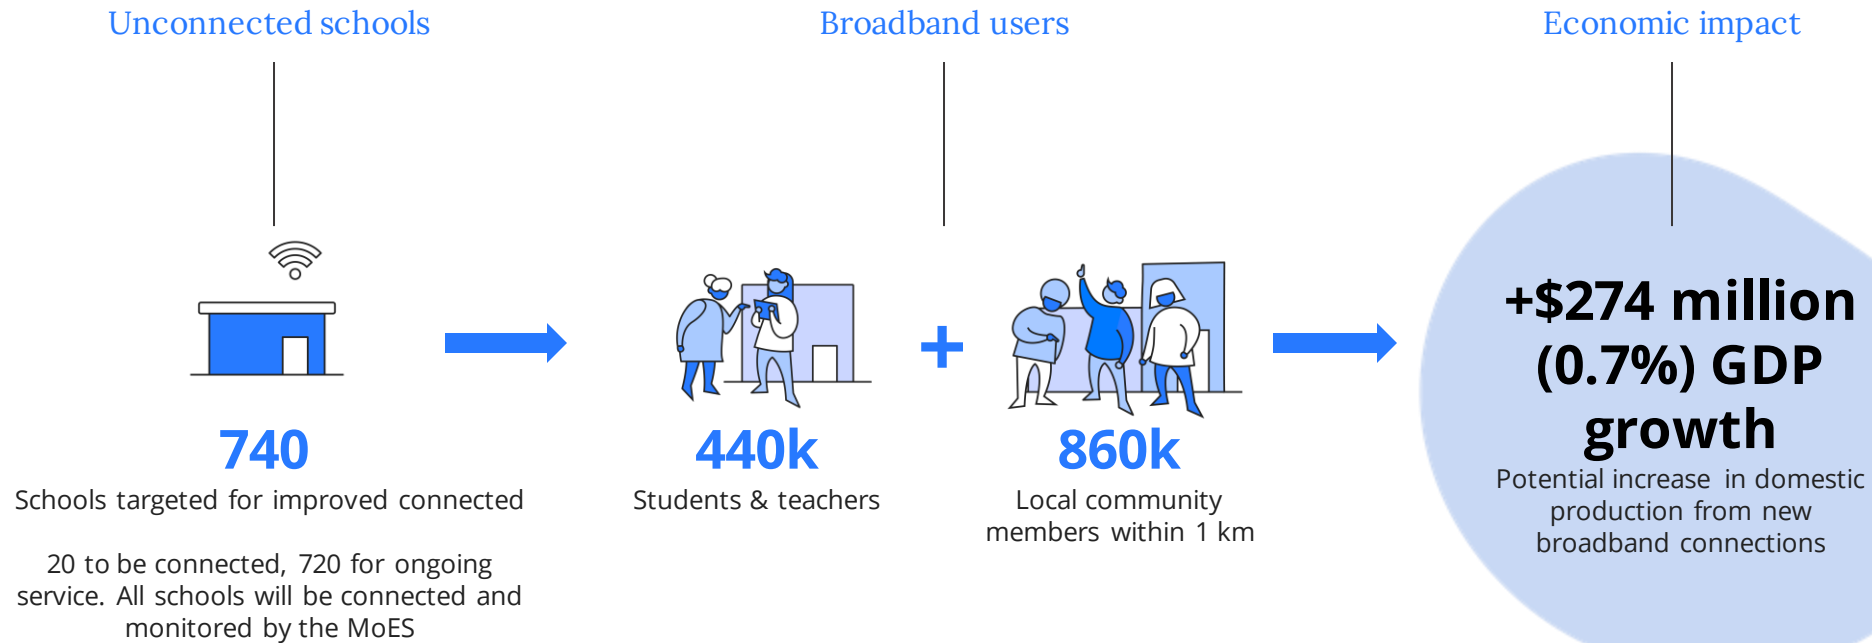 Unconnected schools
Broadband users
Economic impact
740
Schools targeted for improved connected
20 to be connected, 720 for ongoing
service. All schools will be connected and
monitored by the MoES
440k
Students & teachers
+
860k
Local community
members within 1 km
+$274 million
(0.7%) GDP
growth
Potential increase in domestic
production from new
broadband connections